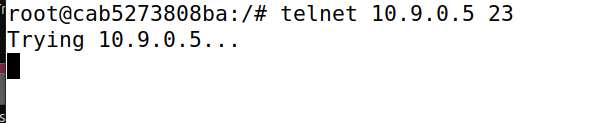 root@cab5273808ba:/# telnet 10.9.0.5 23
Trying 10.9.0.5...